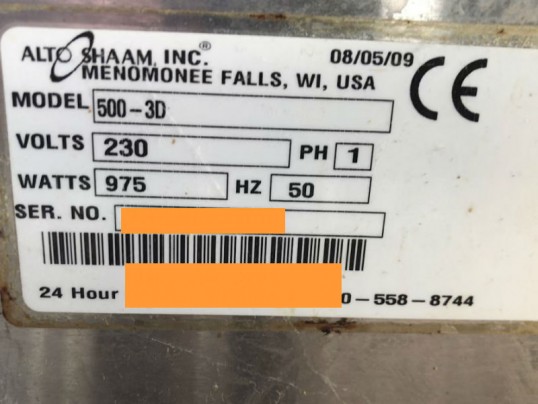 ALTO SHAAM, INC.® 08/05/09 CE
MENOMONEE FALLS, WI, USA
MODEL 500-3D
VOLTS 230 PH 1
WATTS 975 HZ 50
SER. NO.
24 Hour 0-558-8744